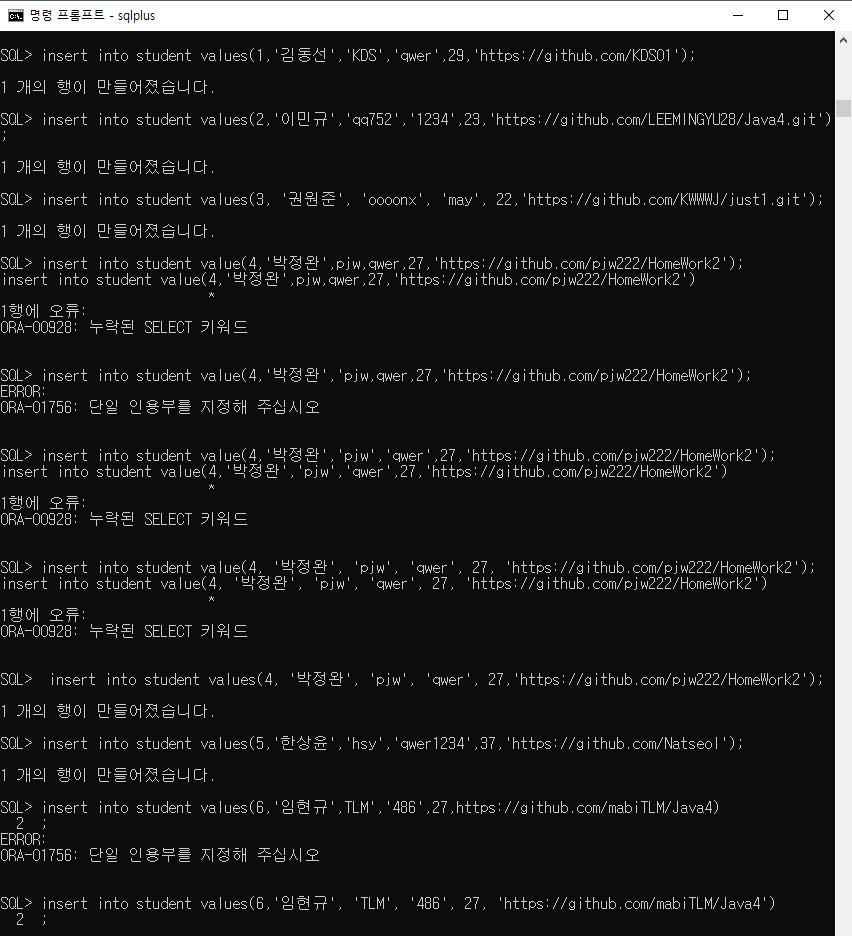 명령 프롬프트 - sqlplus
SQL> insert into student values(1,'김동선','KDS','qwer',29,'https://github.com/KDS01');
1 개의 행이 만들어졌습니다.
SQL> insert into student values(2,'이민규','qq752','1234',23,'https://github.com/LEEMINGYU28/Java4.git')
;
1 개의 행이 만들어졌습니다.
SQL> insert into student values(3, '권원준', 'oooonx', 'may', 22,'https://github.com/KWWWJ/just1.git');
1 개의 행이 만들어졌습니다.
SQL> insert into student value(4,'박정완',pjw,qwer,27,'https://github.com/pjw222/HomeWork2');
insert into student value(4,'박정완',pjw,qwer,27,'https://github.com/pjw222/HomeWork2')
*
1행에 오류:
ORA-00928: 누락된 SELECT 키워드
SQL> insert into student value(4,'박정완','pjw,qwer,27,'https://github.com/pjw222/HomeWork2');
ERROR:
ORA-01756: 단일 인용부를 지정해 주십시오
SQL> insert into student value(4,'박정완','pjw','qwer',27,'https://github.com/pjw222/HomeWork2');
insert into student value(4,'박정완','pjw','qwer',27,'https://github.com/pjw222/HomeWork2')
*
1행에 오류:
ORA-00928: 누락된 SELECT 키워드
SQL> insert into student value(4, '박정완', 'pjw', 'qwer', 27, 'https://github.com/pjw222/HomeWork2');
insert into student value(4, '박정완', 'pjw', 'qwer', 27, 'https://github.com/pjw222/HomeWork2')
*
1행에 오류:
ORA-00928: 누락된 SELECT 키워드
SQL>  insert into student values(4, '박정완', 'pjw', 'qwer', 27,'https://github.com/pjw222/HomeWork2');
1 개의 행이 만들어졌습니다.
SQL> insert into student values(5,'한상윤','hsy','qwer1234',37,'https://github.com/Natseol');
1 개의 행이 만들어졌습니다.
SQL> insert into student values(6,'임현규',TLM','486',27,https://github.com/mabiTLM/Java4)
2  ;
ERROR:
ORA-01756: 단일 인용부를 지정해 주십시오
SQL> insert into student values(6,'임현규', 'TLM', '486', 27, 'https://github.com/mabiTLM/Java4')
2  ;